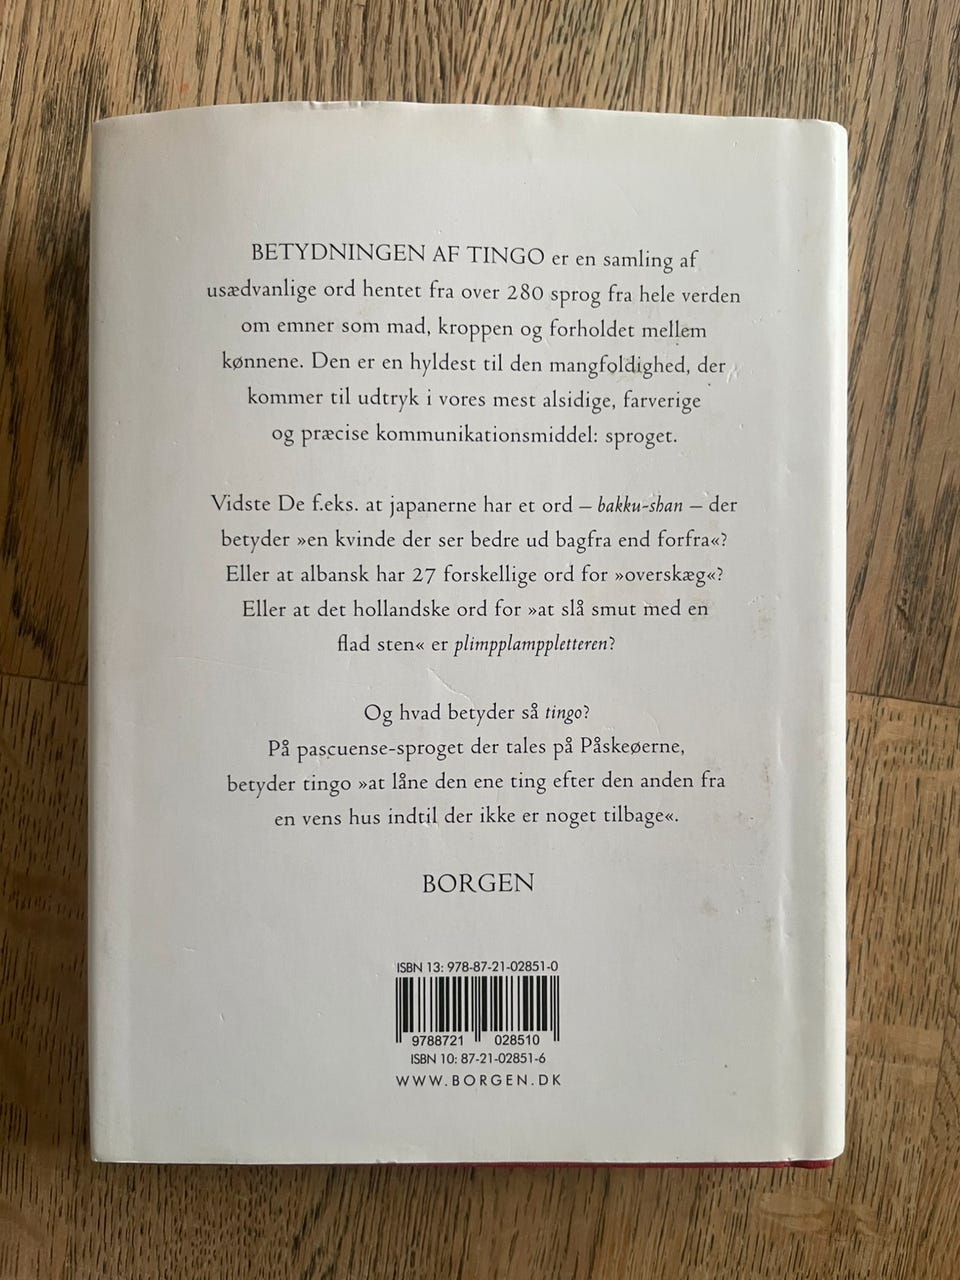 BETYDNINGEN AF TINGO er en samling af
usædvanlige ord hentet fra over 280 sprog fra hele verden
om emner som mad, kroppen og forholdet mellem
kønnene. Den er en hyldest til den mangfoldighed, der
kommer til udtryk i vores mest alsidige, farverige
og præcise kommunikationsmiddel: sproget.
Vidste De f.eks. at japanerne har et ord – bakku-shan – der
betyder »en kvinde der ser bedre ud bagfra end forfra«?
Eller at albansk har 27 forskellige ord for »overskæg«?
Eller at det hollandske ord for »at slå smut med en
flad sten« er plimpplamppletteren?
Og hvad betyder så tingo?
På pascuense-sproget der tales på Påskeøerne,
betyder tingo »at låne den ene ting efter den anden fra
en vens hus indtil der ikke er noget tilbage«.
BORGEN
ISBN 13: 978-87-21-02851-0
9788721 028510
ISBN 10: 87-21-02851-6
WWW.BORGEN.DK